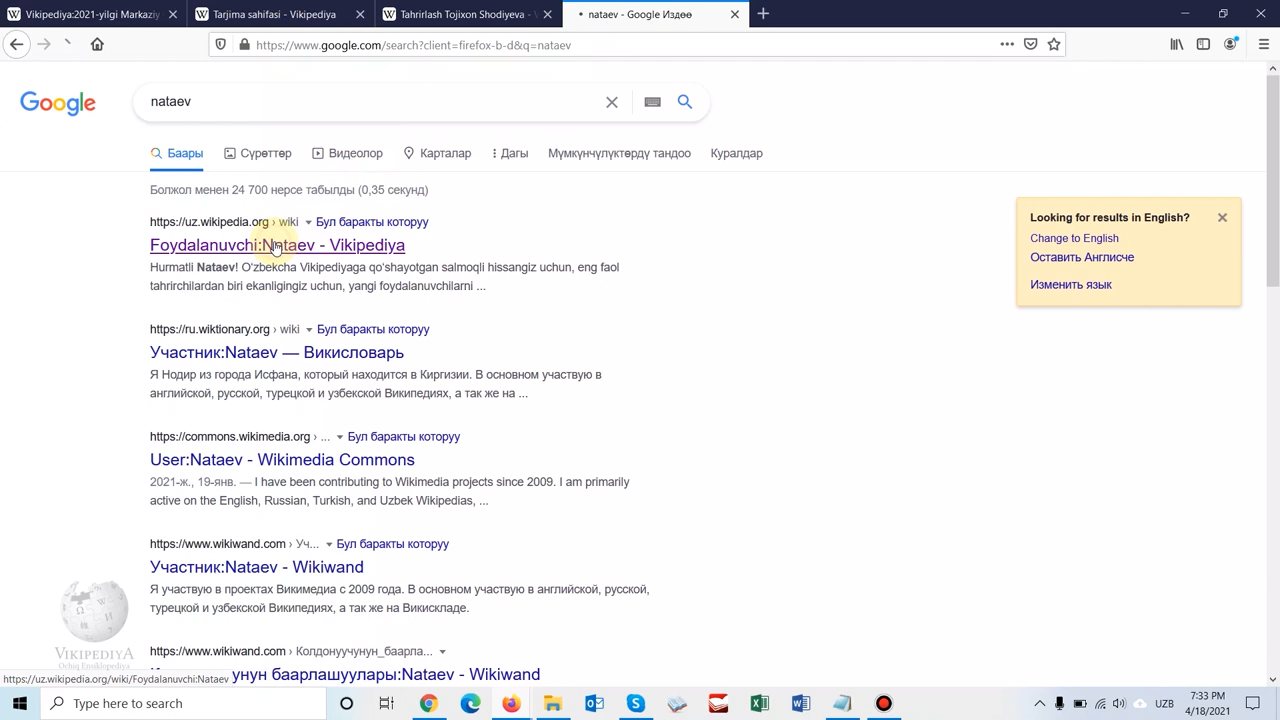 Vikipediya:2021-yilgi Markaziy
Tarjima sahifasi - Vikipediya
Tahrirlash Tojixon Shodiyeva -
nataev - Google Издөө
https://www.google.com/search?client=firefox-b-d&q=nataev
Google
nataev
Баары
Сүрөттөр
Видеолор
Карталар
Дагы
Мүмкүнчүлүктөрдү тандоо
Куралдар
Болжол менен 24 700 нерсе табылды (0,35 секунд)
https://uz.wikipedia.org › wiki Бул баракты которуу
Foydalanuvchi:Nataev - Vikipediya
Hurmatli Nataev! O'zbekcha Vikipediyaga qo'shayotgan salmoqli hissangiz uchun, eng faol
tahrirchilardan biri ekanligingiz uchun, yangi foydalanuvchilarni ...
Looking for results in English?
Change to English
Оставить Англисче
Изменить язык
https://ru.wiktionary.org › wiki Бул баракты которуу
Участник:Nataev — Викисловарь
Я Нодир из города Исфана, который находится в Киргизии. В основном участвую в
английской, русской, турецкой и узбекской Википедиях, а так же на ...
https://commons.wikimedia.org › ... Бул баракты которуу
User:Nataev - Wikimedia Commons
2021-ж., 19-янв. — I have been contributing to Wikimedia projects since 2009. I am primarily
active on the English, Russian, Turkish, and Uzbek Wikipedias, ...
https://www.wikiwand.com › Уч... Бул баракты которуу
Участник:Nataev - Wikiwand
Я участвую в проектах Викимедиа с 2009 года. В основном участвую в английской, русской,
турецкой и узбекской Википедиях, а так же на Викискладе.
https://www.wikiwand.com › Колдонуучунун_баарла...
унун баарлашуулары:Nataev - Wikiwand
VIKIPEDIYA
Ochiq Ensiklopediya
https://uz.wikipedia.org/wiki/Foydalanuvchi:Nataev
Type here to search
UZB
7:33 PM
4/18/2021